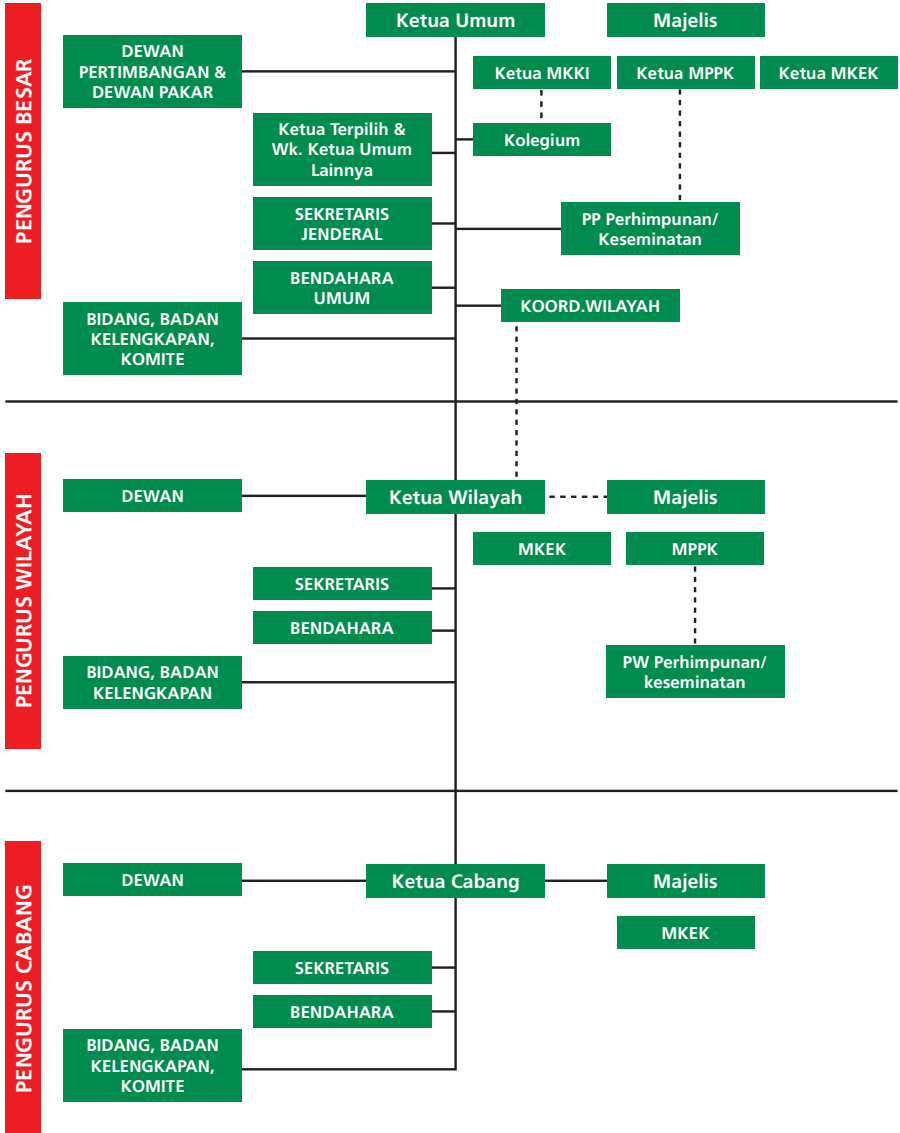 PENGURUS BESAR
Ketua Umum
Majelis
DEWAN
PERTIMBANGAN &
DEWAN PAKAR
Ketua MKKI
Ketua MPPK
Ketua MKEK
Ketua Terpilih &
Wk. Ketua Umum
Lainnya
Kolegium
SEKRETARIS
JENDERAL
PP Perhimpunan/
Keseminatan
BENDAHARA
UMUM
KOORD.WILAYAH
BIDANG, BADAN
KELENGKAPAN,
KOMITE
PENGURUS WILAYAH
DEWAN
Ketua Wilayah
Majelis
MKEK
MPPK
SEKRETARIS
BENDAHARA
PW Perhimpunan/
keseminatan
BIDANG, BADAN
KELENGKAPAN
PENGURUS CABANG
DEWAN
Ketua Cabang
Majelis
MKEK
SEKRETARIS
BENDAHARA
BIDANG, BADAN
KELENGKAPAN,
KOMITE